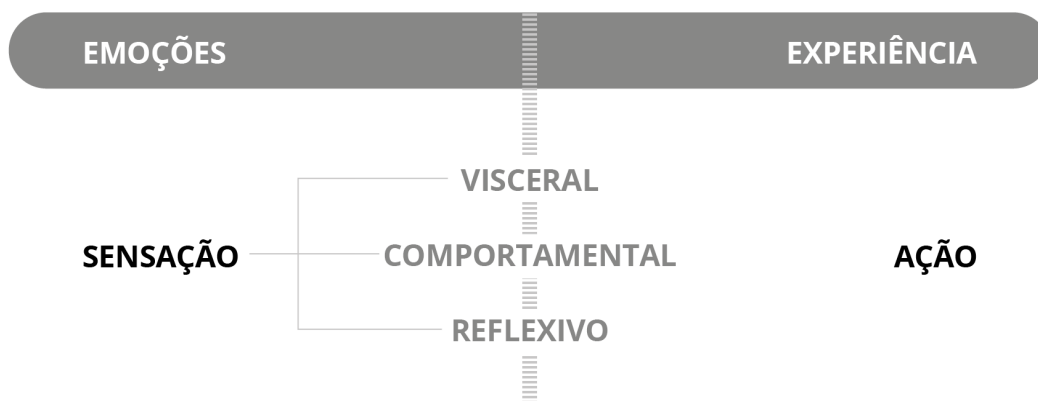 EMOÇÕES EXPERIÊNCIA
VISCERAL
SENSAÇÃO COMPORTAMENTAL AÇÃO
REFLEXIVO